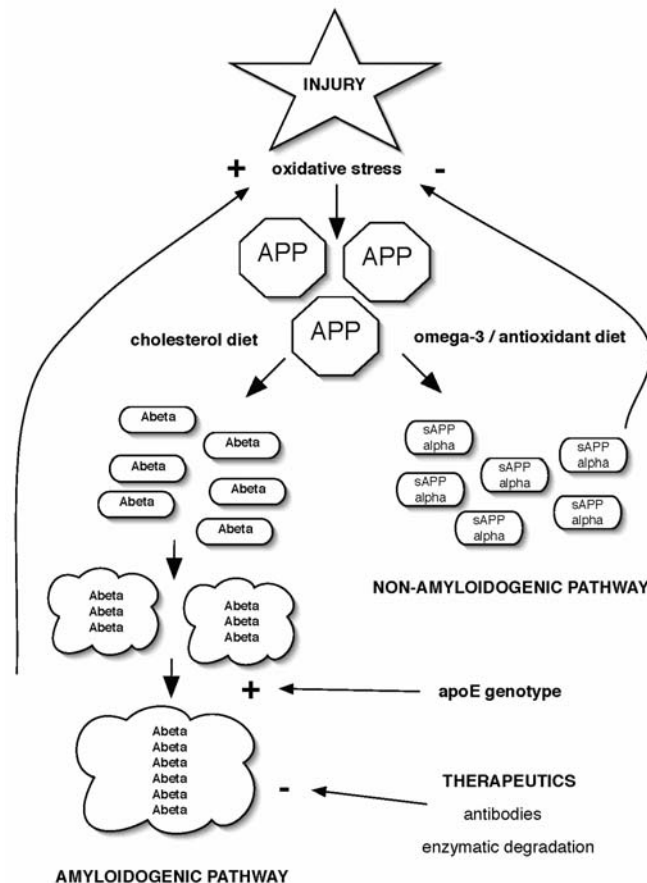 INJURY
+ oxidative stress -
APP
APP
APP
cholesterol diet
omega-3 / antioxidant diet
Abeta
Abeta
Abeta
Abeta
Abeta
Abeta
sAPP
alpha
sAPP
alpha
sAPP
alpha
sAPP
alpha
sAPP
alpha
sAPP
alpha
NON-AMYLOIDOGENIC PATHWAY
Abeta
Abeta
Abeta
Abeta
Abeta
Abeta
+
apoE genotype
Abeta
Abeta
Abeta
Abeta
Abeta
Abeta
-
THERAPEUTICS
antibodies
enzymatic degradation
AMYLOIDOGENIC PATHWAY